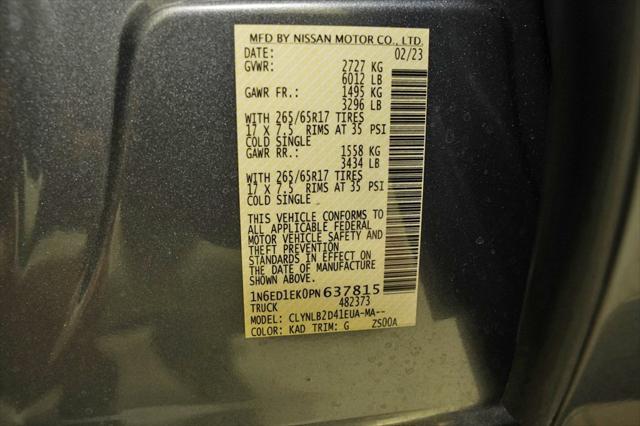 MFD BY NISSAN MOTOR CO., LTD.
DATE: 02/23
GVWR: 2727 KG
6012 LB
GAWR FR.: 1495 KG
3296 LB
WITH 265/65R17 TIRES
17 X 7.5 RIMS AT 35 PSI
COLD SINGLE
GAWR RR.: 1558 KG
3434 LB
WITH 265/65R17 TIRES
17 X 7.5 RIMS AT 35 PSI
COLD SINGLE
THIS VEHICLE CONFORMS TO
ALL APPLICABLE FEDERAL
MOTOR VEHICLE SAFETY AND
THEFT PREVENTION
STANDARDS IN EFFECT ON
THE DATE OF MANUFACTURE
SHOWN ABOVE.
1N6ED1EK0PN637815
TRUCK 482373
MODEL: CLYNLB2D41EUA-MA--
COLOR: KAD TRIM: G ZS00A